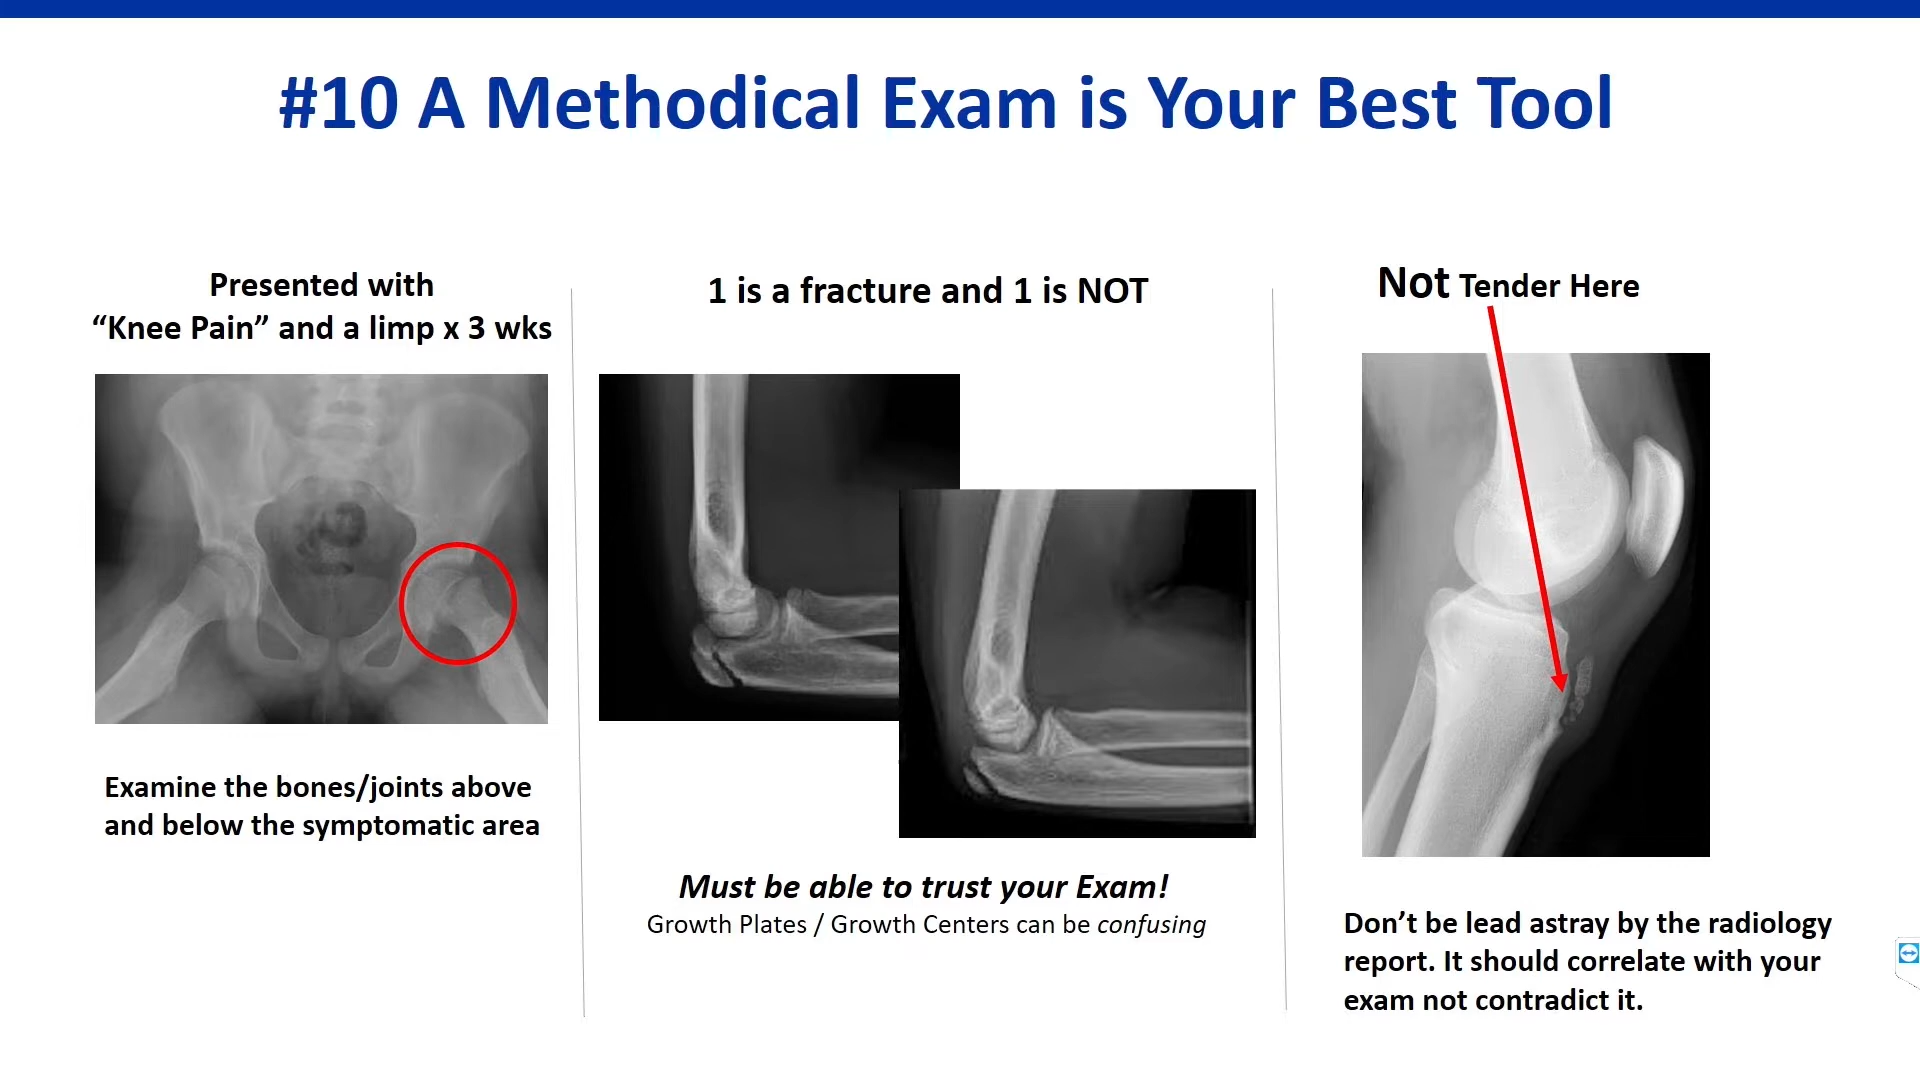 #10 A Methodical Exam is Your Best Tool
Presented with
“Knee Pain” and a limp x 3 wks
Examine the bones/joints above
and below the symptomatic area
1 is a fracture and 1 is NOT
Must be able to trust your Exam!
Growth Plates / Growth Centers can be confusing
Not Tender Here
Don’t be lead astray by the radiology
report. It should correlate with your
exam not contradict it.